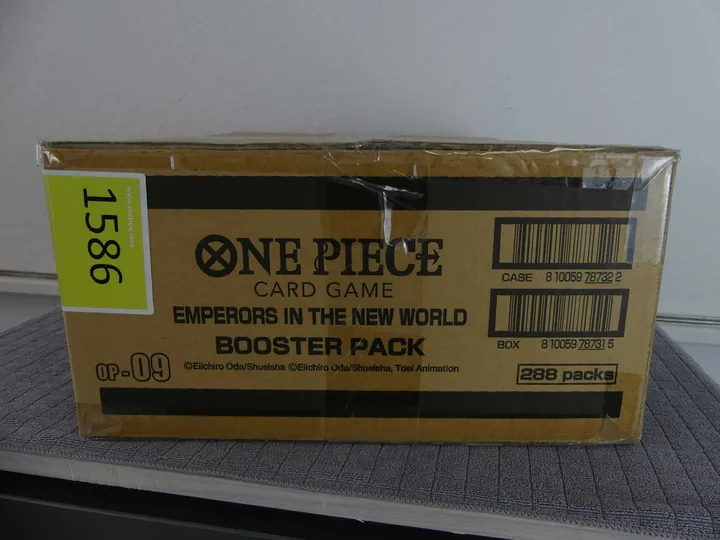 1586
ONE PIECE
CARD GAME
EMPERORS IN THE NEW WORLD
BOOSTER PACK
OP-09
©Eiichiro Oda/Shueisha ©Eiichiro Oda/Shueisha, Toei Animation
CASE 8 10059 78732 2
BOX 8 10059 78731 5
288 packs